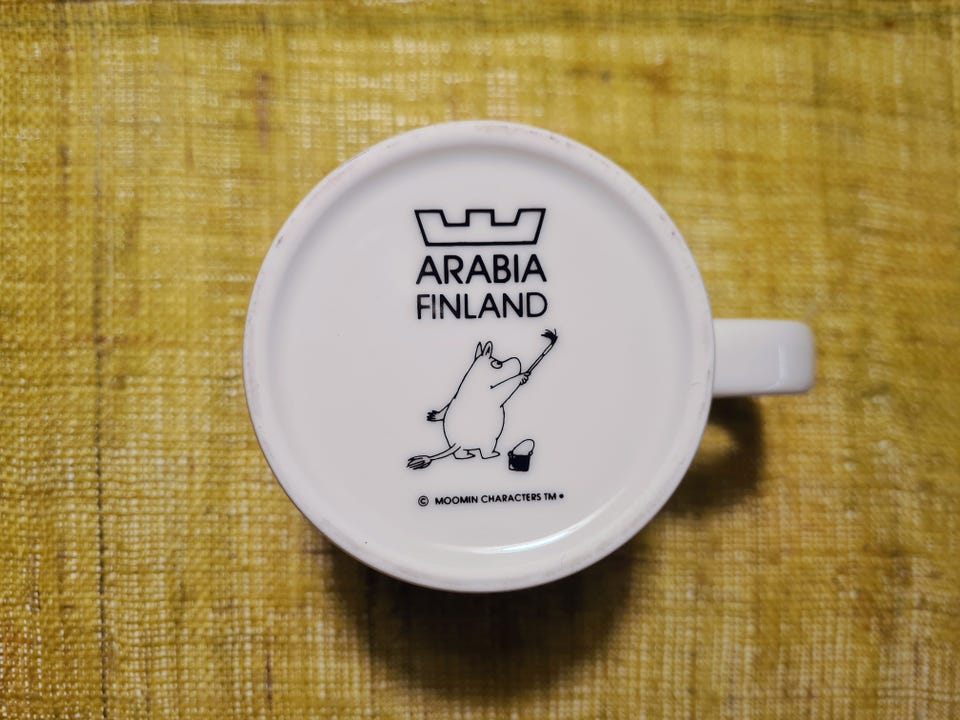 ARABIA
FINLAND
© MOOMIN CHARACTERS TM •